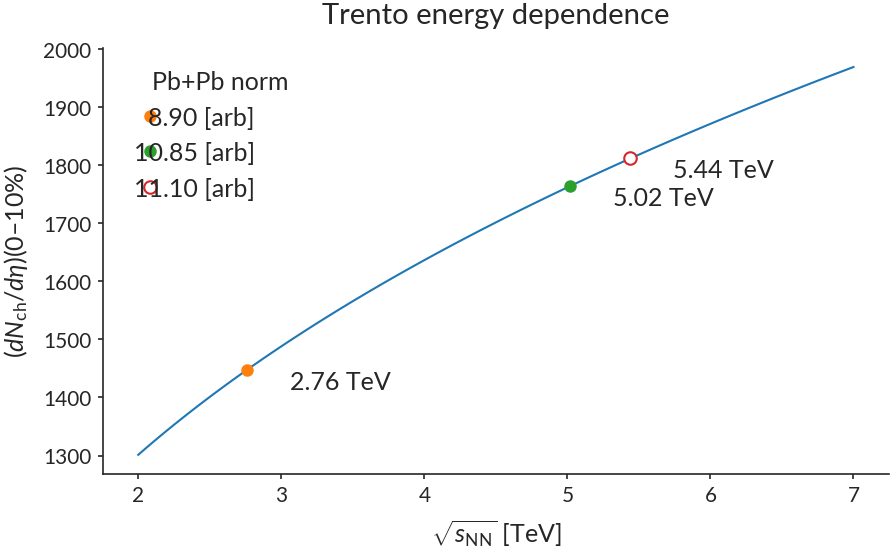 Trento energy dependence
2000
1900
1800
1700
1600
1500
1400
1300
(dN_ch/dη)(0−10%)
Pb+Pb norm
8.90 [arb]
10.85 [arb]
11.10 [arb]
5.44 TeV
5.02 TeV
2.76 TeV
2 3 4 5 6 7
√s_NN [TeV]